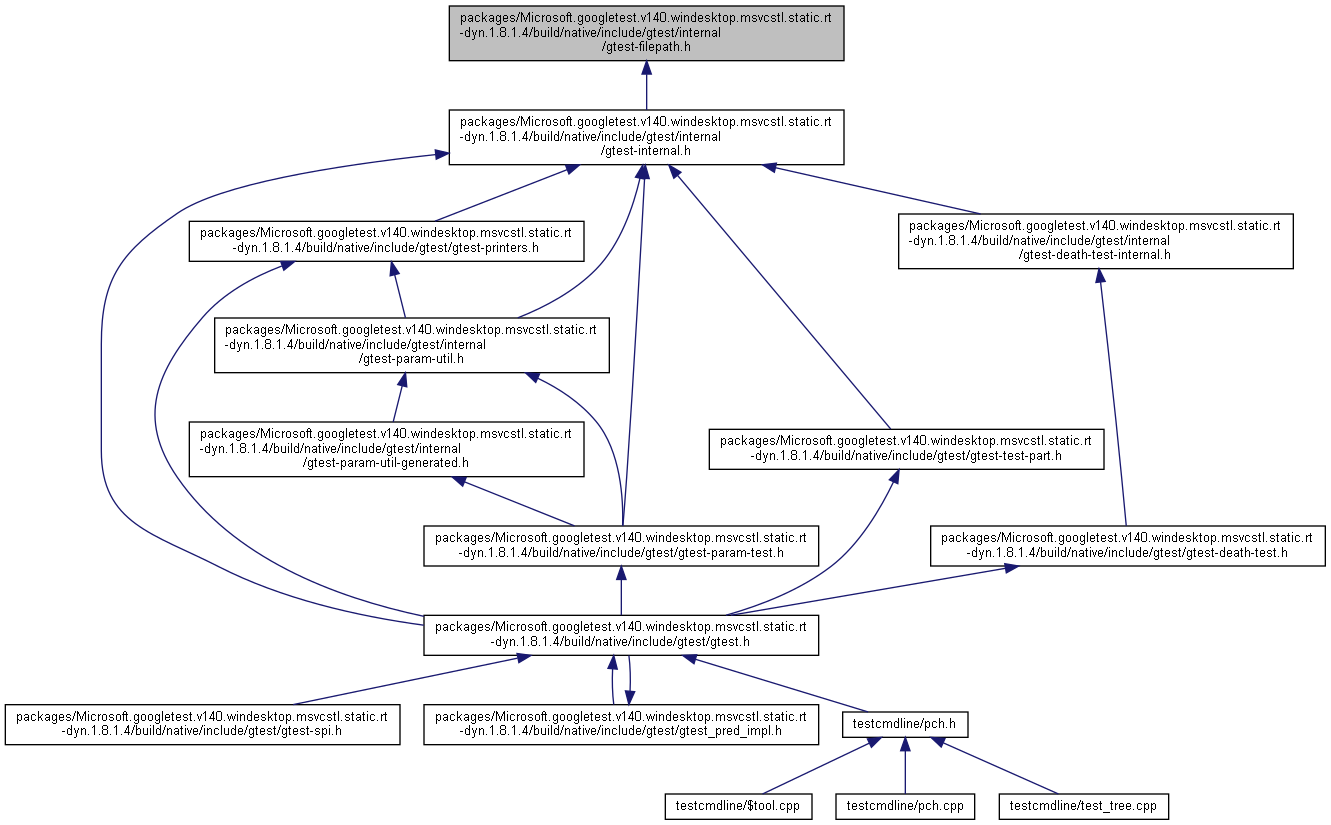 packages/Microsoft.googletest.v140.windesktop.msvcstl.static.rt
-dyn.1.8.1.4/build/native/include/gtest/internal
/gtest-filepath.h
packages/Microsoft.googletest.v140.windesktop.msvcstl.static.rt
-dyn.1.8.1.4/build/native/include/gtest/internal
/gtest-internal.h
packages/Microsoft.googletest.v140.windesktop.msvcstl.static.rt
-dyn.1.8.1.4/build/native/include/gtest/gtest-printers.h
packages/Microsoft.googletest.v140.windesktop.msvcstl.static.rt
-dyn.1.8.1.4/build/native/include/gtest/internal
/gtest-death-test-internal.h
packages/Microsoft.googletest.v140.windesktop.msvcstl.static.rt
-dyn.1.8.1.4/build/native/include/gtest/internal
/gtest-param-util.h
packages/Microsoft.googletest.v140.windesktop.msvcstl.static.rt
-dyn.1.8.1.4/build/native/include/gtest/internal
/gtest-param-util-generated.h
packages/Microsoft.googletest.v140.windesktop.msvcstl.static.rt
-dyn.1.8.1.4/build/native/include/gtest/gtest-test-part.h
packages/Microsoft.googletest.v140.windesktop.msvcstl.static.rt
-dyn.1.8.1.4/build/native/include/gtest/gtest-param-test.h
packages/Microsoft.googletest.v140.windesktop.msvcstl.static.rt
-dyn.1.8.1.4/build/native/include/gtest/gtest-death-test.h
packages/Microsoft.googletest.v140.windesktop.msvcstl.static.rt
-dyn.1.8.1.4/build/native/include/gtest/gtest.h
packages/Microsoft.googletest.v140.windesktop.msvcstl.static.rt
-dyn.1.8.1.4/build/native/include/gtest/gtest-spi.h
packages/Microsoft.googletest.v140.windesktop.msvcstl.static.rt
-dyn.1.8.1.4/build/native/include/gtest/gtest_pred_impl.h
testcmdline/pch.h
testcmdline/$tool.cpp
testcmdline/pch.cpp
testcmdline/test_tree.cpp